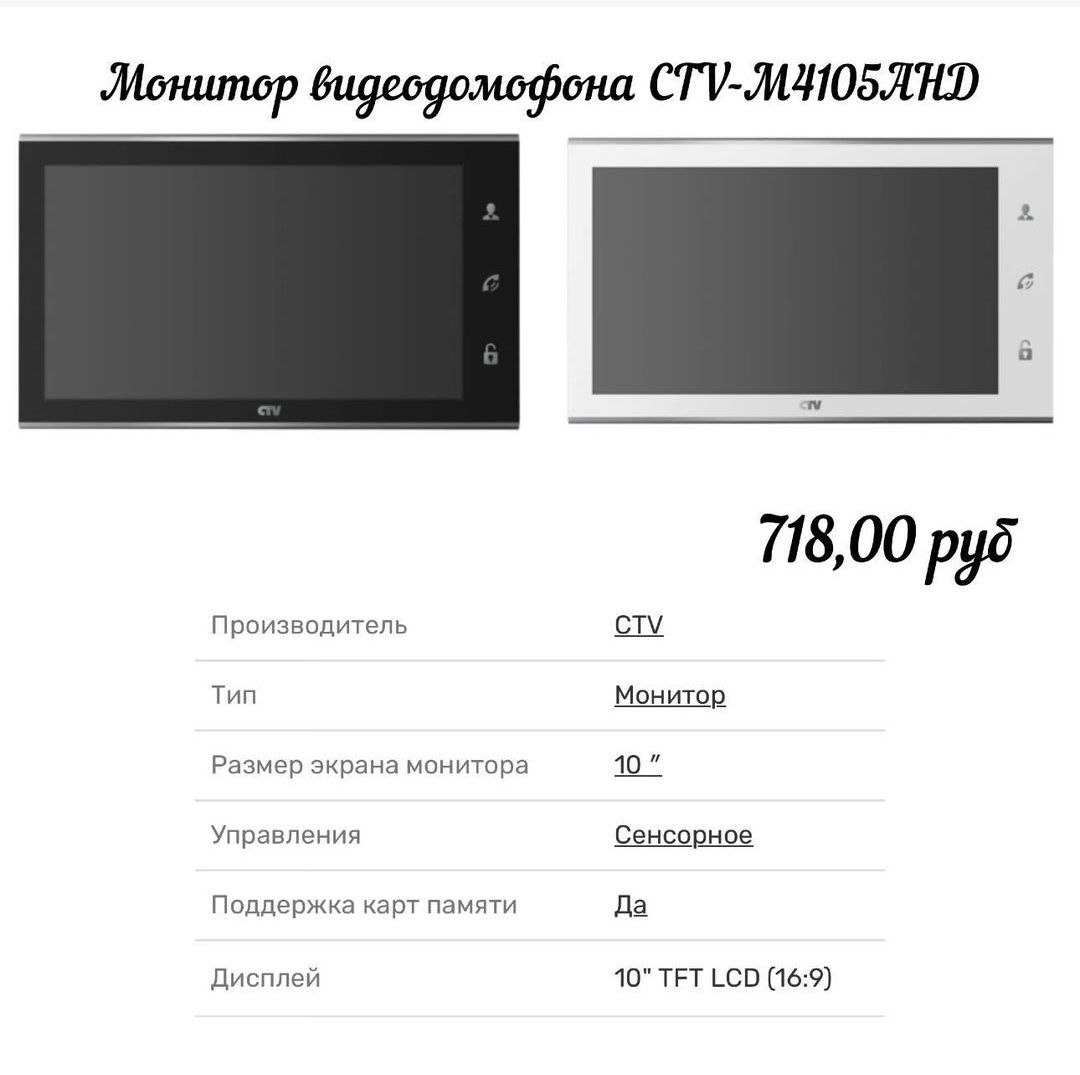 Монитор видеодомофона CTV-M4105AHD
CTV
CTV
718,00 руб
Производитель CTV
Тип Монитор
Размер экрана монитора 10 ″
Управления Сенсорное
Поддержка карт памяти Да
Дисплей 10" TFT LCD (16:9)